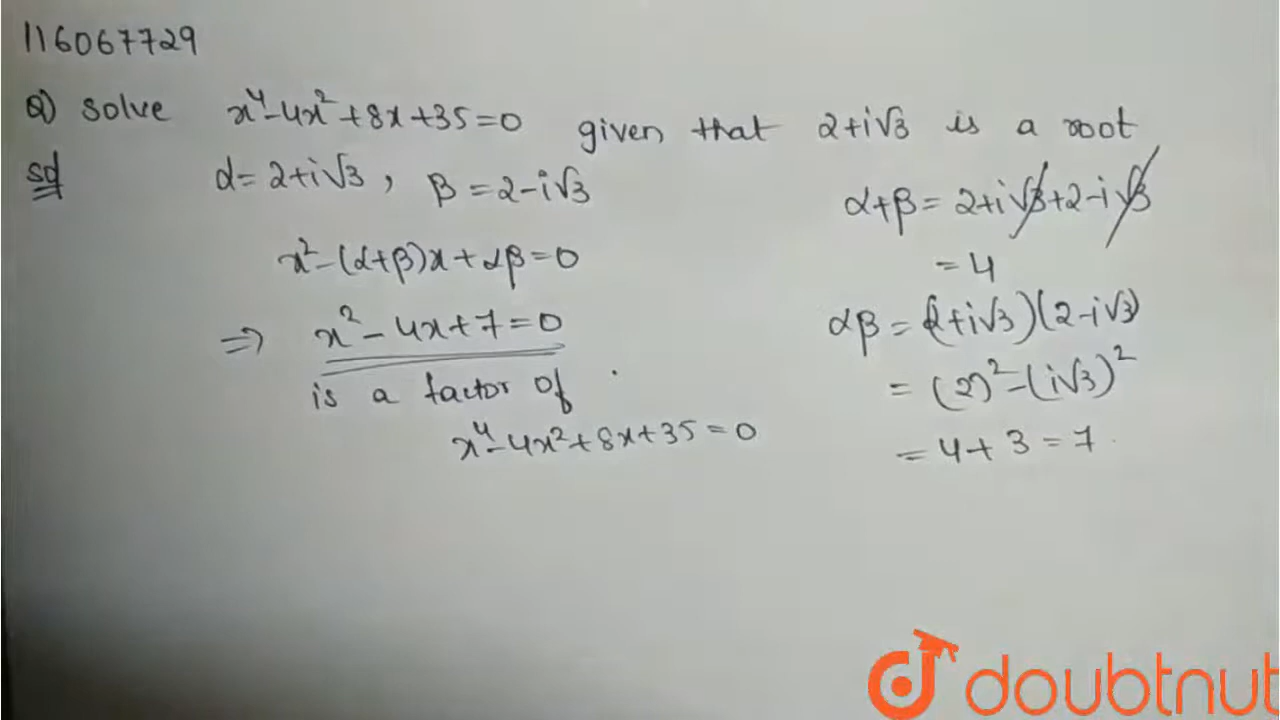 116067729
Q) solve x⁴-4x²+8x+35=0 given that 2+i√3 is a root
Sol α=2+i√3, β=2-i√3
α+β=2+i√3+2-i√3
x²-(α+β)x+αβ=0
=4
⇒ x²-4x+7=0
αβ=(2+i√3)(2-i√3)
is a factor of
=(2)²-(i√3)²
x⁴-4x²+8x+35=0
=4+3=7
doubtnut